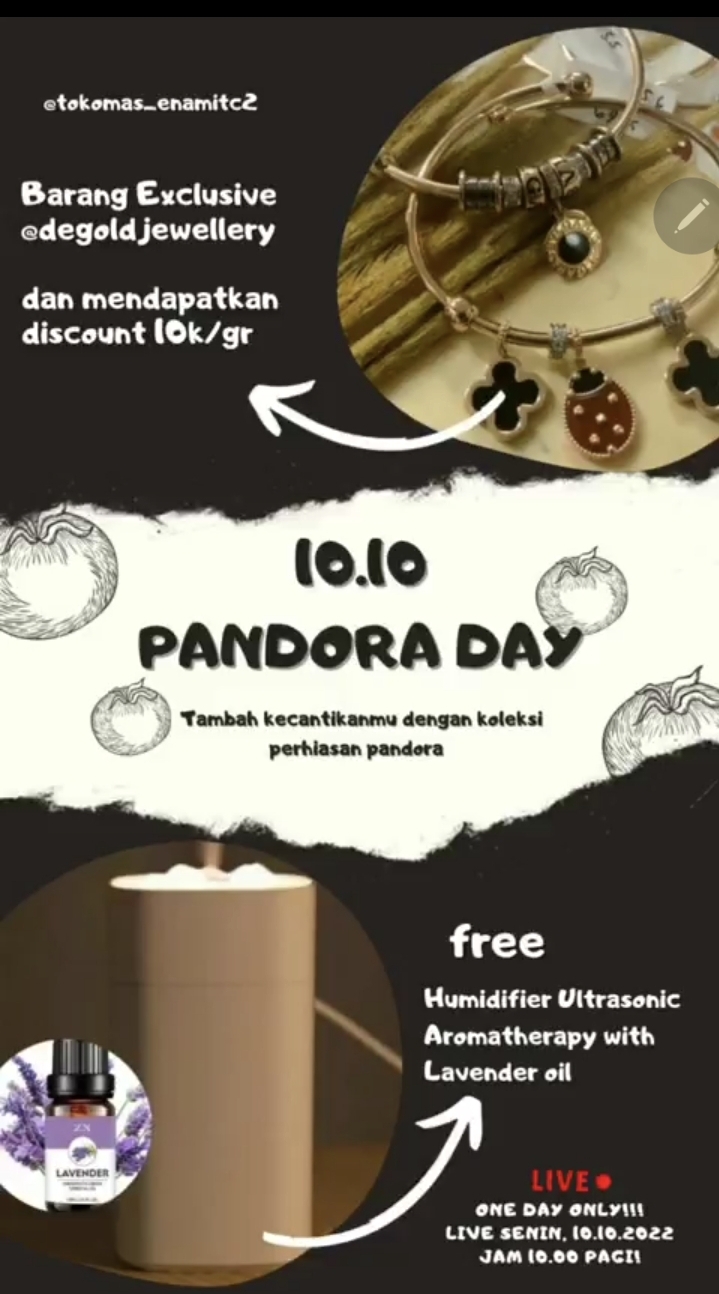 @tokomas_enamitc2
Barang Exclusive
@degoldjewellery
dan mendapatkan
discount 10k/gr
10.10
PANDORA DAY
Tambah kecantikanmu dengan koleksi
perhiasan pandora
free
Humidifier Ultrasonic
Aromatherapy with
Lavender oil
LAVENDER
LIVE
ONE DAY ONLY!!!
LIVE SENIN, 10.10.2022
JAM 10.00 PAGI!